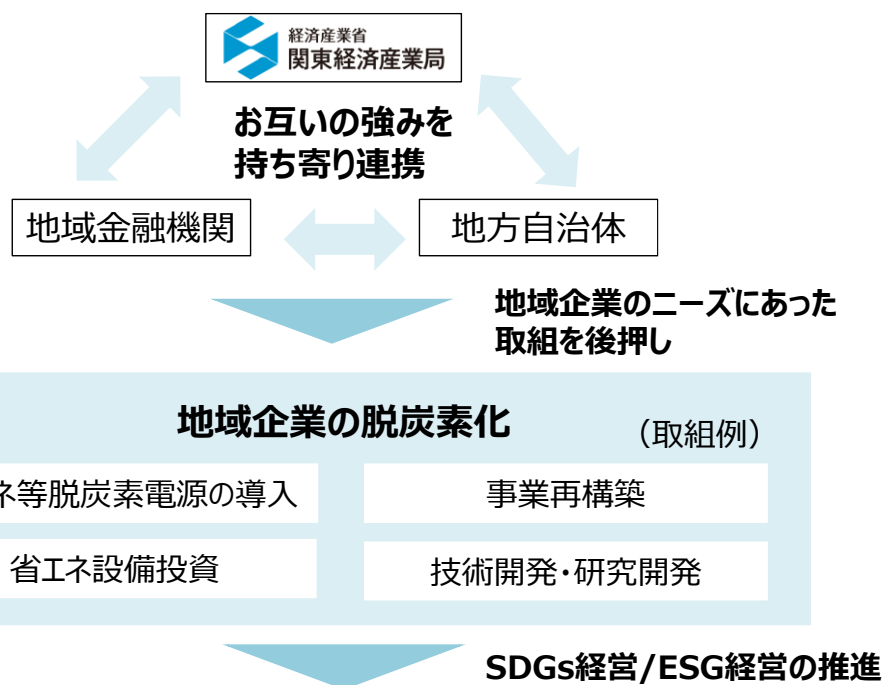 経済産業省
関東経済産業局
お互いの強みを
持ち寄り連携
地域金融機関
地方自治体
地域企業のニーズにあった
取組を後押し
地域企業の脱炭素化
（取組例）
ネ等脱炭素電源の導入
事業再構築
省エネ設備投資
技術開発・研究開発
SDGs経営/ESG経営の推進